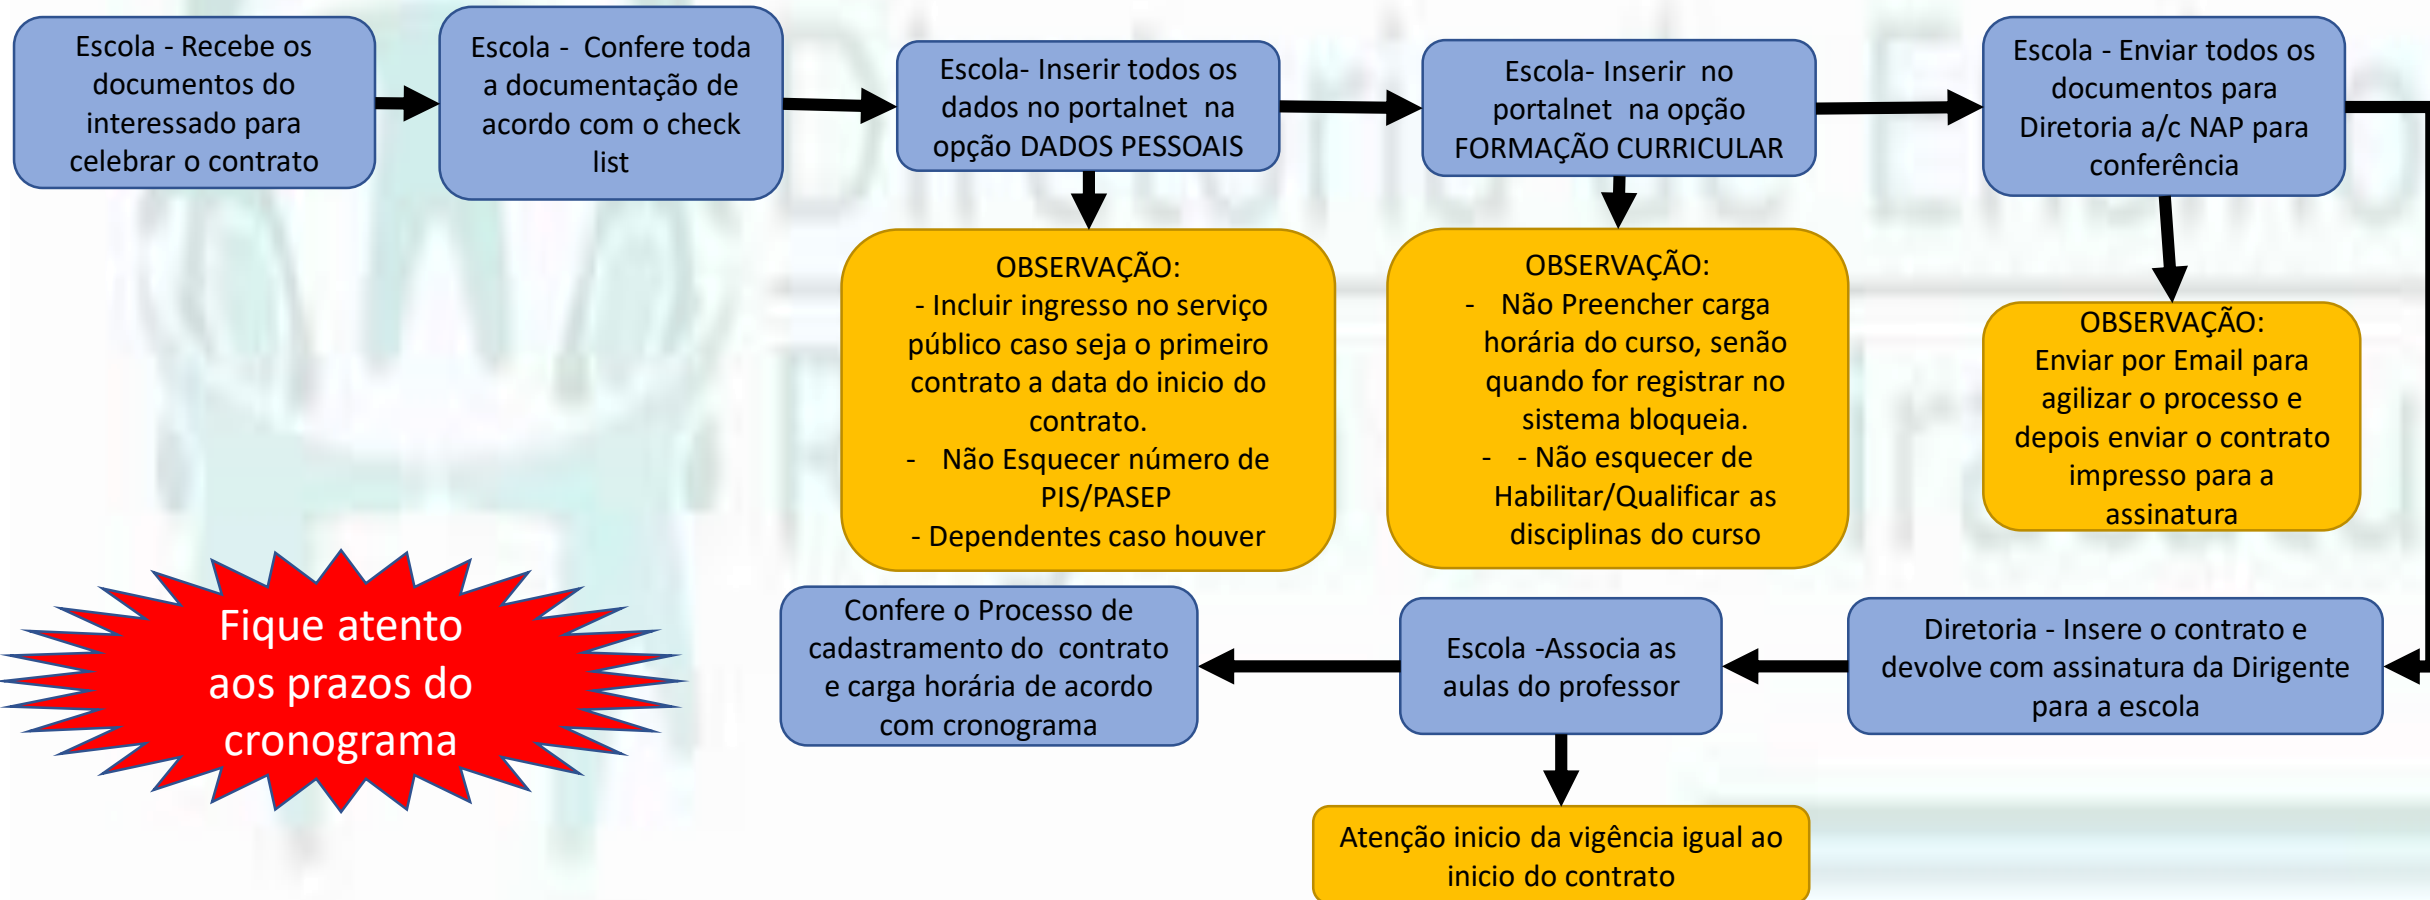 Escola - Recebe os
documentos do
interessado para
celebrar o contrato
Escola -  Confere toda
a documentação de
acordo com o check
list
Escola- Inserir todos os
dados no portalnet  na
opção DADOS PESSOAIS
Escola- Inserir  no
portalnet  na opção
FORMAÇÃO CURRICULAR
Escola - Enviar todos os
documentos para
Diretoria a/c NAP para
conferência
OBSERVAÇÃO:
- Incluir ingresso no serviço
público caso seja o primeiro
contrato a data do inicio do
contrato.
-   Não Esquecer número de
PIS/PASEP
- Dependentes caso houver
OBSERVAÇÃO:
-   Não Preencher carga
horária do curso, senão
quando for registrar no
sistema bloqueia.
-   - Não esquecer de
Habilitar/Qualificar as
disciplinas do curso
OBSERVAÇÃO:
Enviar por Email para
agilizar o processo e
depois enviar o contrato
impresso para a
assinatura
Diretoria - Insere o contrato e
devolve com assinatura da Dirigente
para a escola
Escola -Associa as
aulas do professor
Confere o Processo de
cadastramento do  contrato
e carga horária de acordo
com cronograma
Atenção inicio da vigência igual ao
inicio do contrato
Fique atento
aos prazos do
cronograma